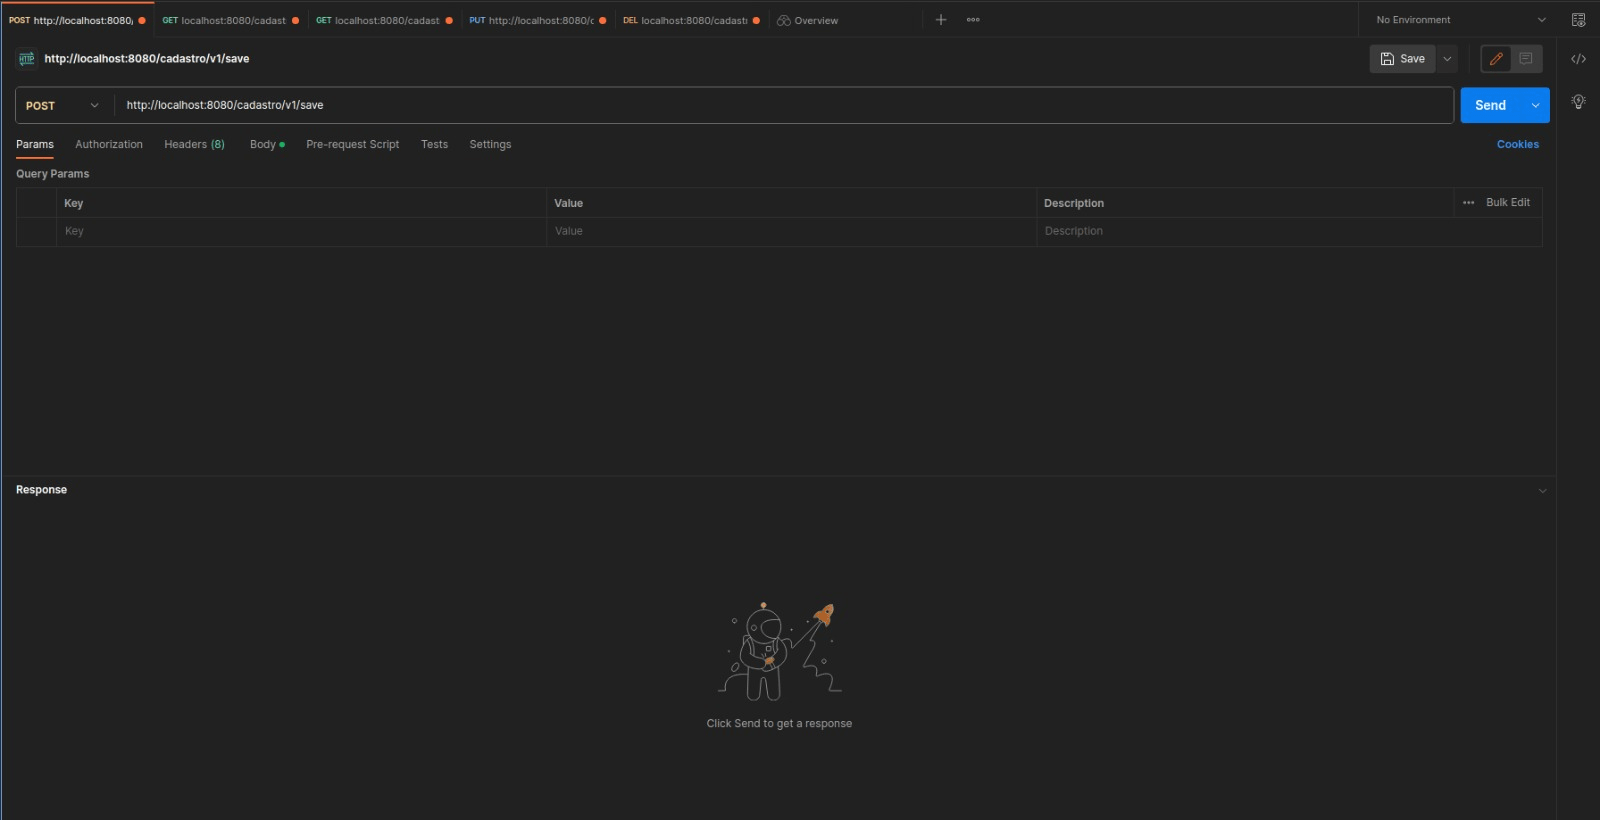 POST http://localhost:8080/ GET localhost:8080/cadast GET localhost:8080/cadast PUT http://localhost:8080/c DEL localhost:8080/cadast Overview No Environment
HTTP http://localhost:8080/cadastro/v1/save Save
POST http://localhost:8080/cadastro/v1/save Send
Params Authorization Headers (8) Body Pre-request Script Tests Settings Cookies
Query Params
Key Value Description Bulk Edit
Key Value Description
Response
Click Send to get a response